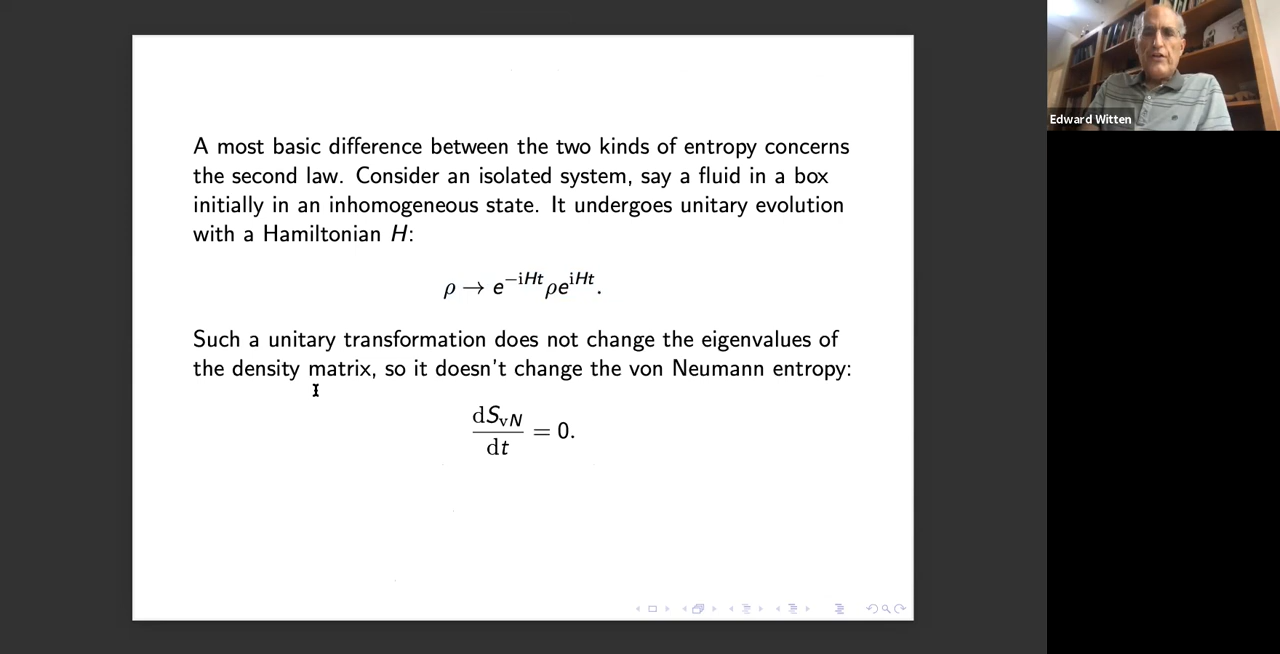 A most basic difference between the two kinds of entropy concerns
the second law. Consider an isolated system, say a fluid in a box
initially in an inhomogeneous state. It undergoes unitary evolution
with a Hamiltonian H:
ρ → e^{−iHt} ρe^{iHt}.
Such a unitary transformation does not change the eigenvalues of
the density matrix, so it doesn't change the von Neumann entropy:
dS_{vN}/dt = 0.
Edward Witten